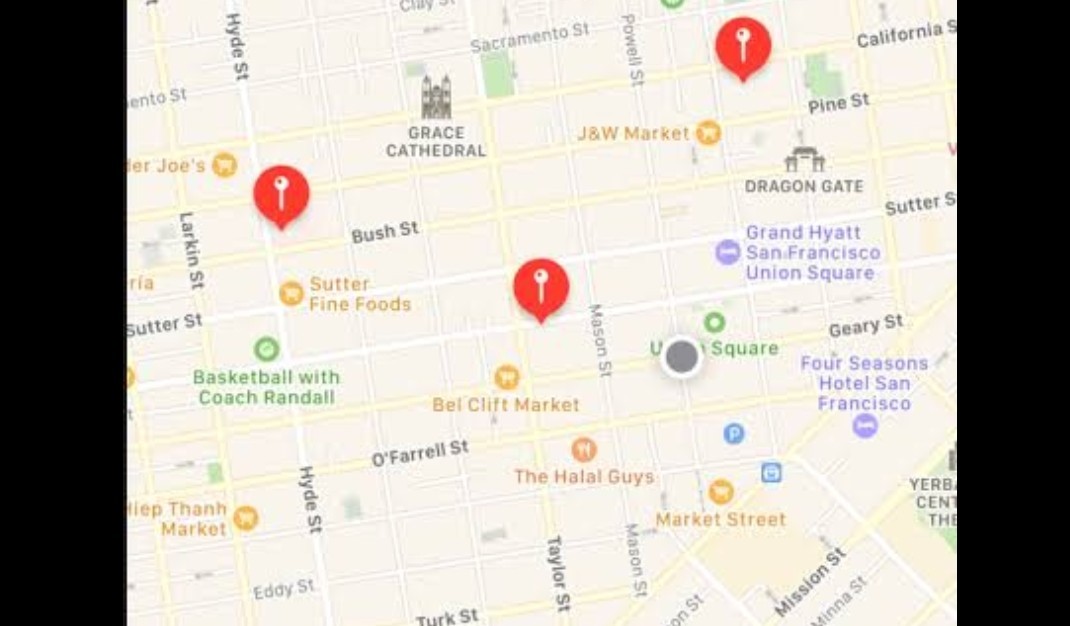 Clay St
Hyde St
Sacramento St
Powell St
California S
ento St
Pine St
GRACE
CATHEDRAL
J&W Market
der Joe's
DRAGON GATE
Larkin St
Bush St
Sutter S
Grand Hyatt
San Francisco
Union Square
ría
Sutter
Fine Foods
Sutter St
Mason St
Geary St
Square
Basketball with
Coach Randall
Four Seasons
Hotel San
Francisco
Bel Clift Market
P
O'Farrell St
The Halal Guys
Hyde St
YERBA
CENT
THE
Hiep Thanh
Market
Market Street
Mason St
Taylor St
Mission St
Eddy St
Minna St
on St
Turk St